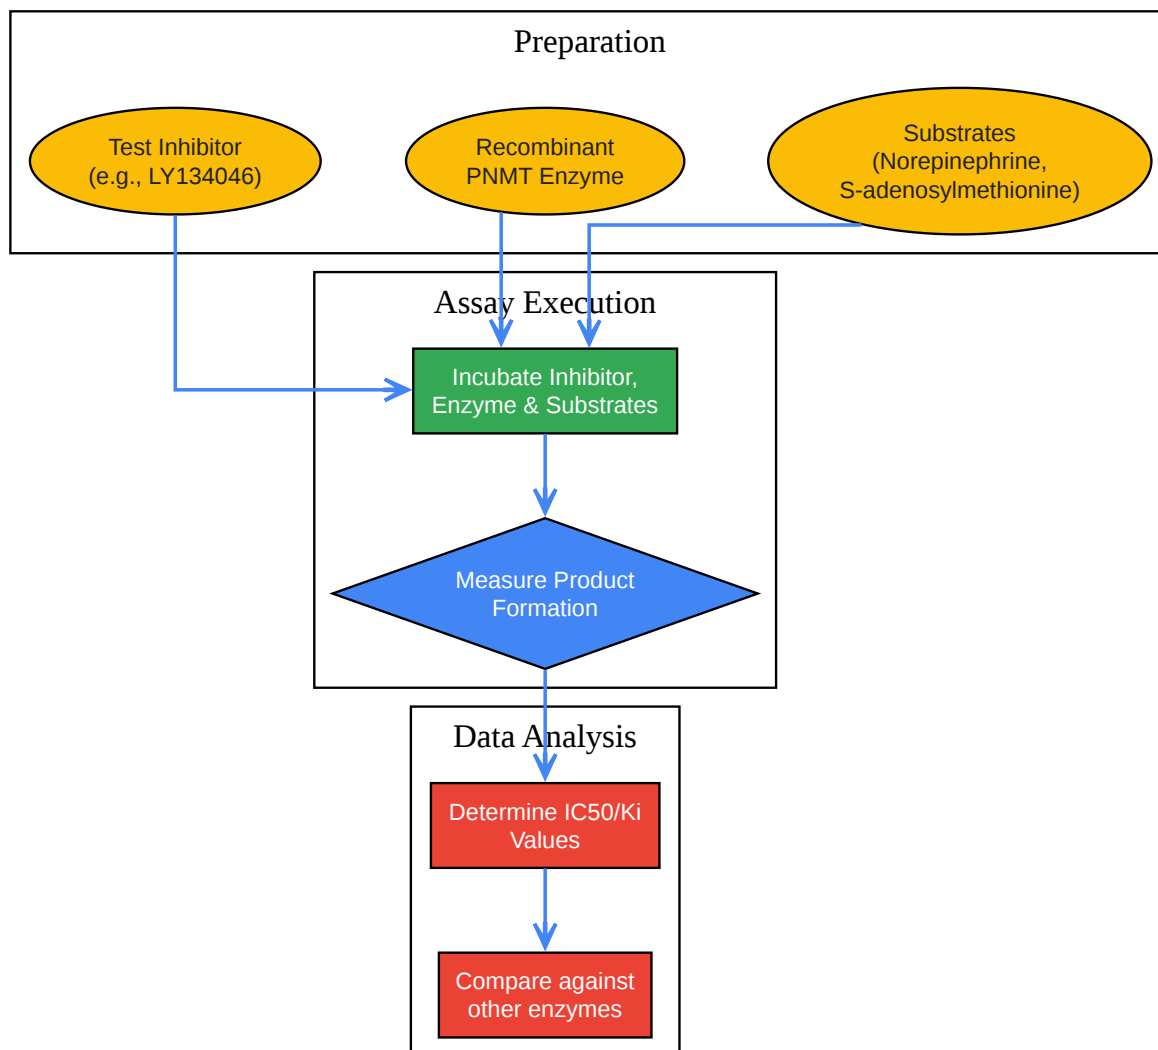 Preparation
Test Inhibitor
(e.g., LY134046)
Recombinant
PNMT Enzyme
Substrates
(Norepinephrine,
S-adenosylmethionine)
Assay Execution
Incubate Inhibitor,
Enzyme & Substrates
Measure Product
Formation
Data Analysis
Determine IC50/Ki
Values
Compare against
other enzymes